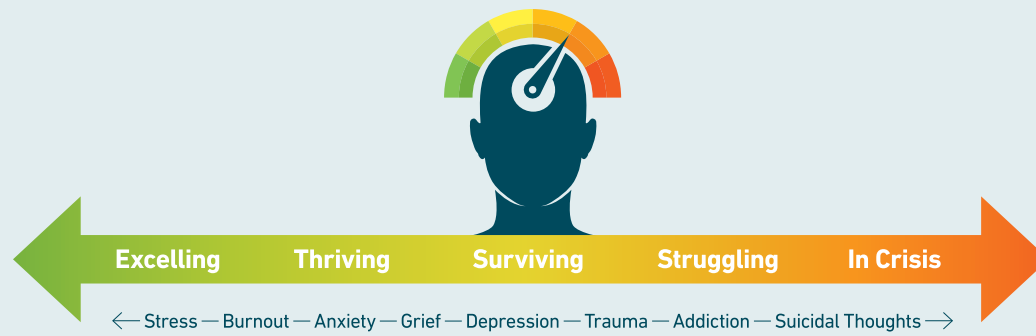 Excelling Thriving Surviving Struggling In Crisis
← Stress — Burnout — Anxiety — Grief — Depression — Trauma — Addiction — Suicidal Thoughts →